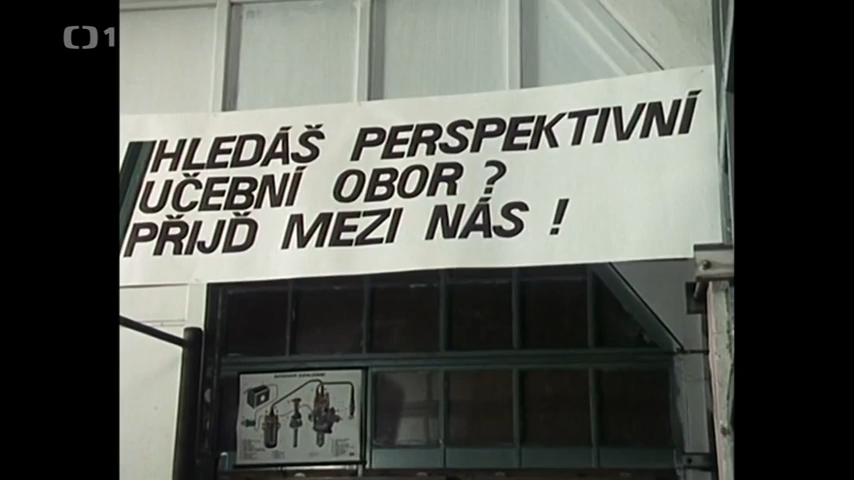 ČT1
HLEDÁŠ PERSPEKTIVNÍ
UČEBNÍ OBOR?
PŘIJĎ MEZI NÁS!